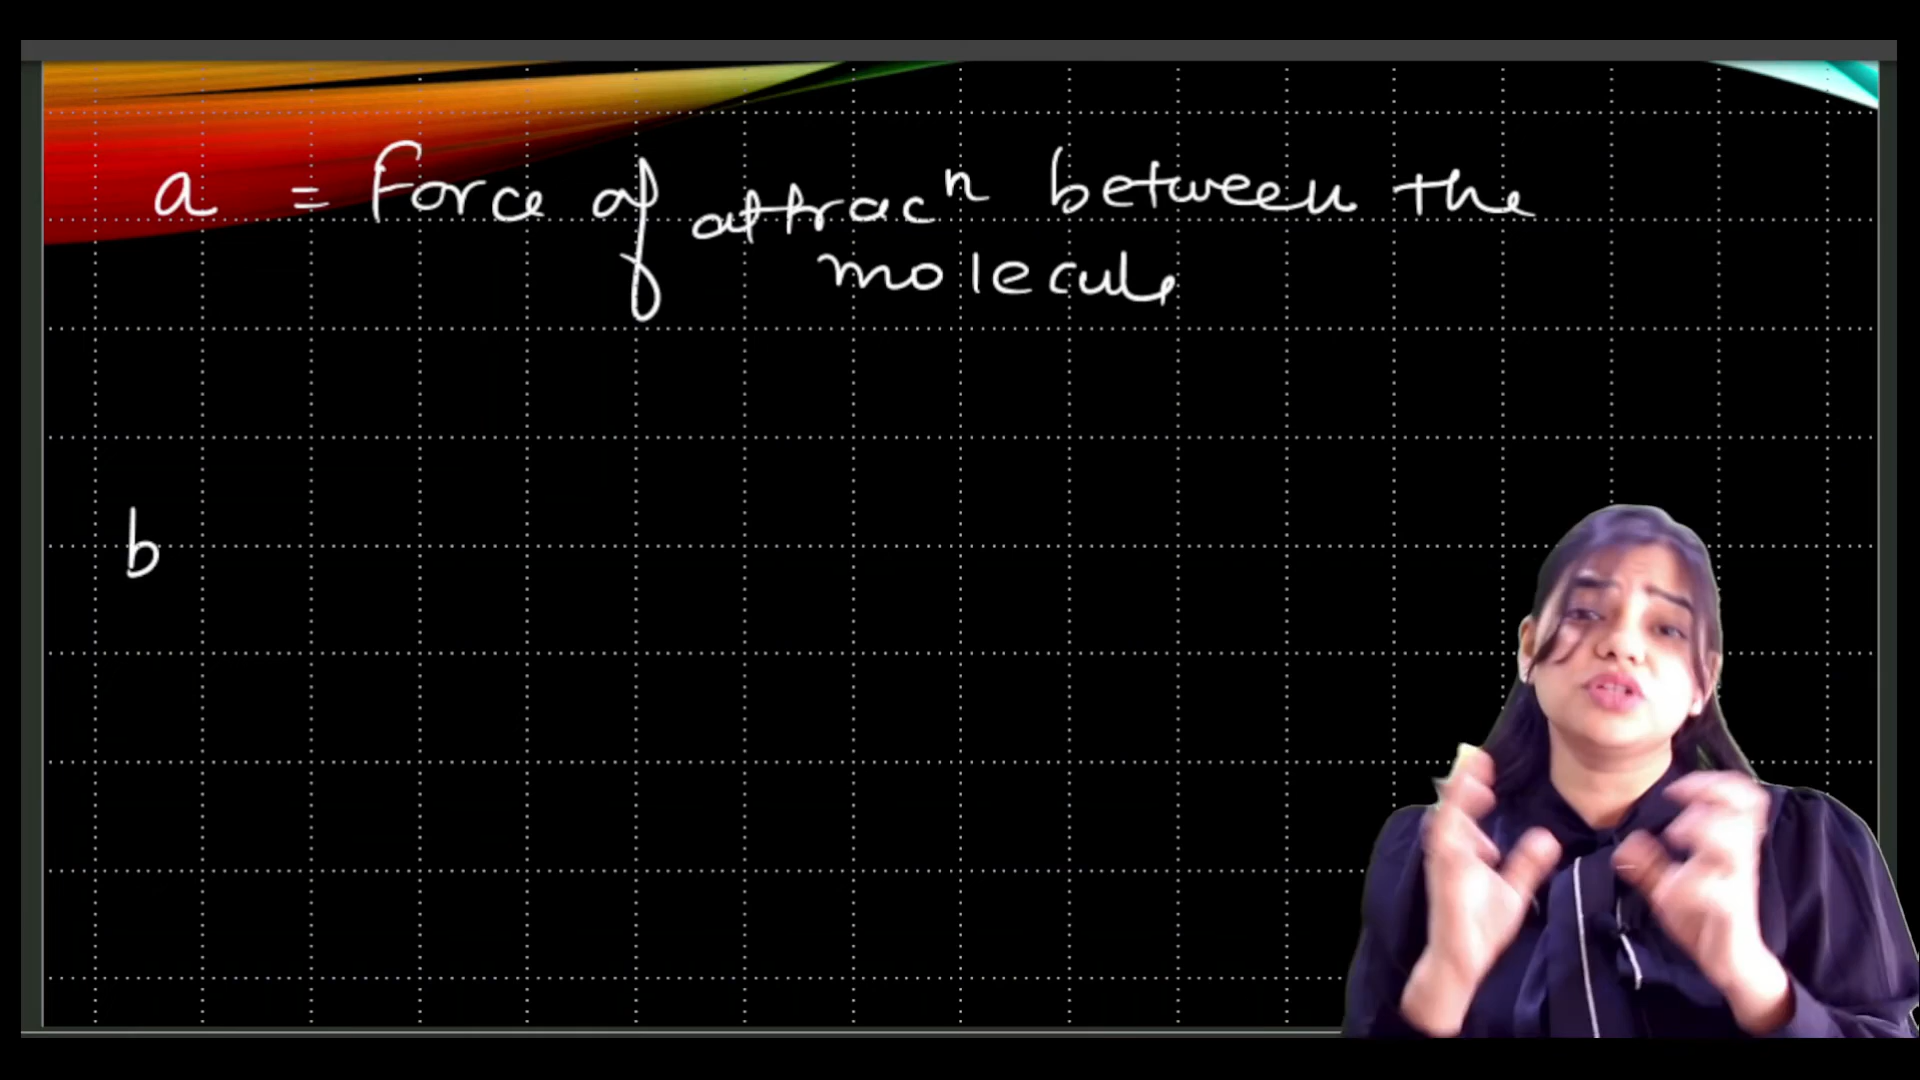 a = Force of attracⁿ between the
molecule
b